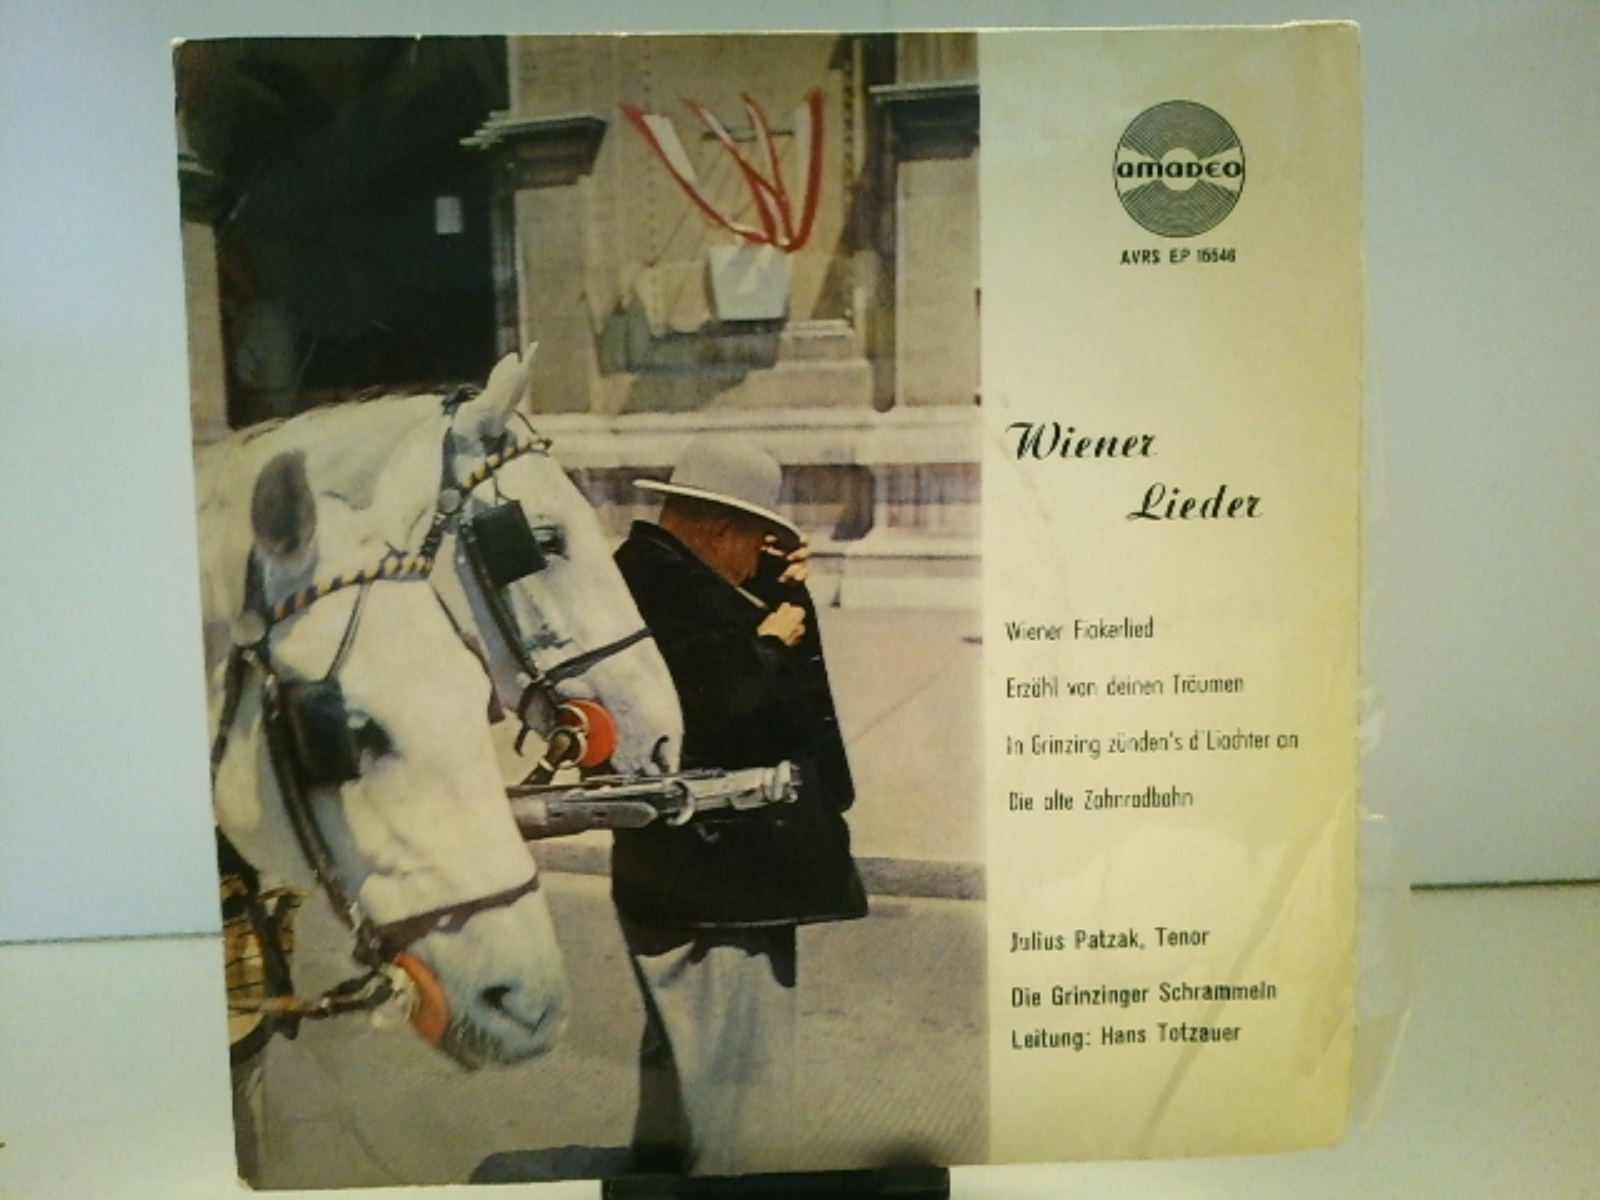 amaDEO
AVRS EP 15546
Wiener
Lieder
Wiener Fiakerlied
Erzähl von deinen Träumen
In Grinzing zünden's d'Liachter an
Die alte Zahnradbahn
Julius Patzak, Tenor
Die Grinzinger Schrammeln
Leitung: Hans Totzauer